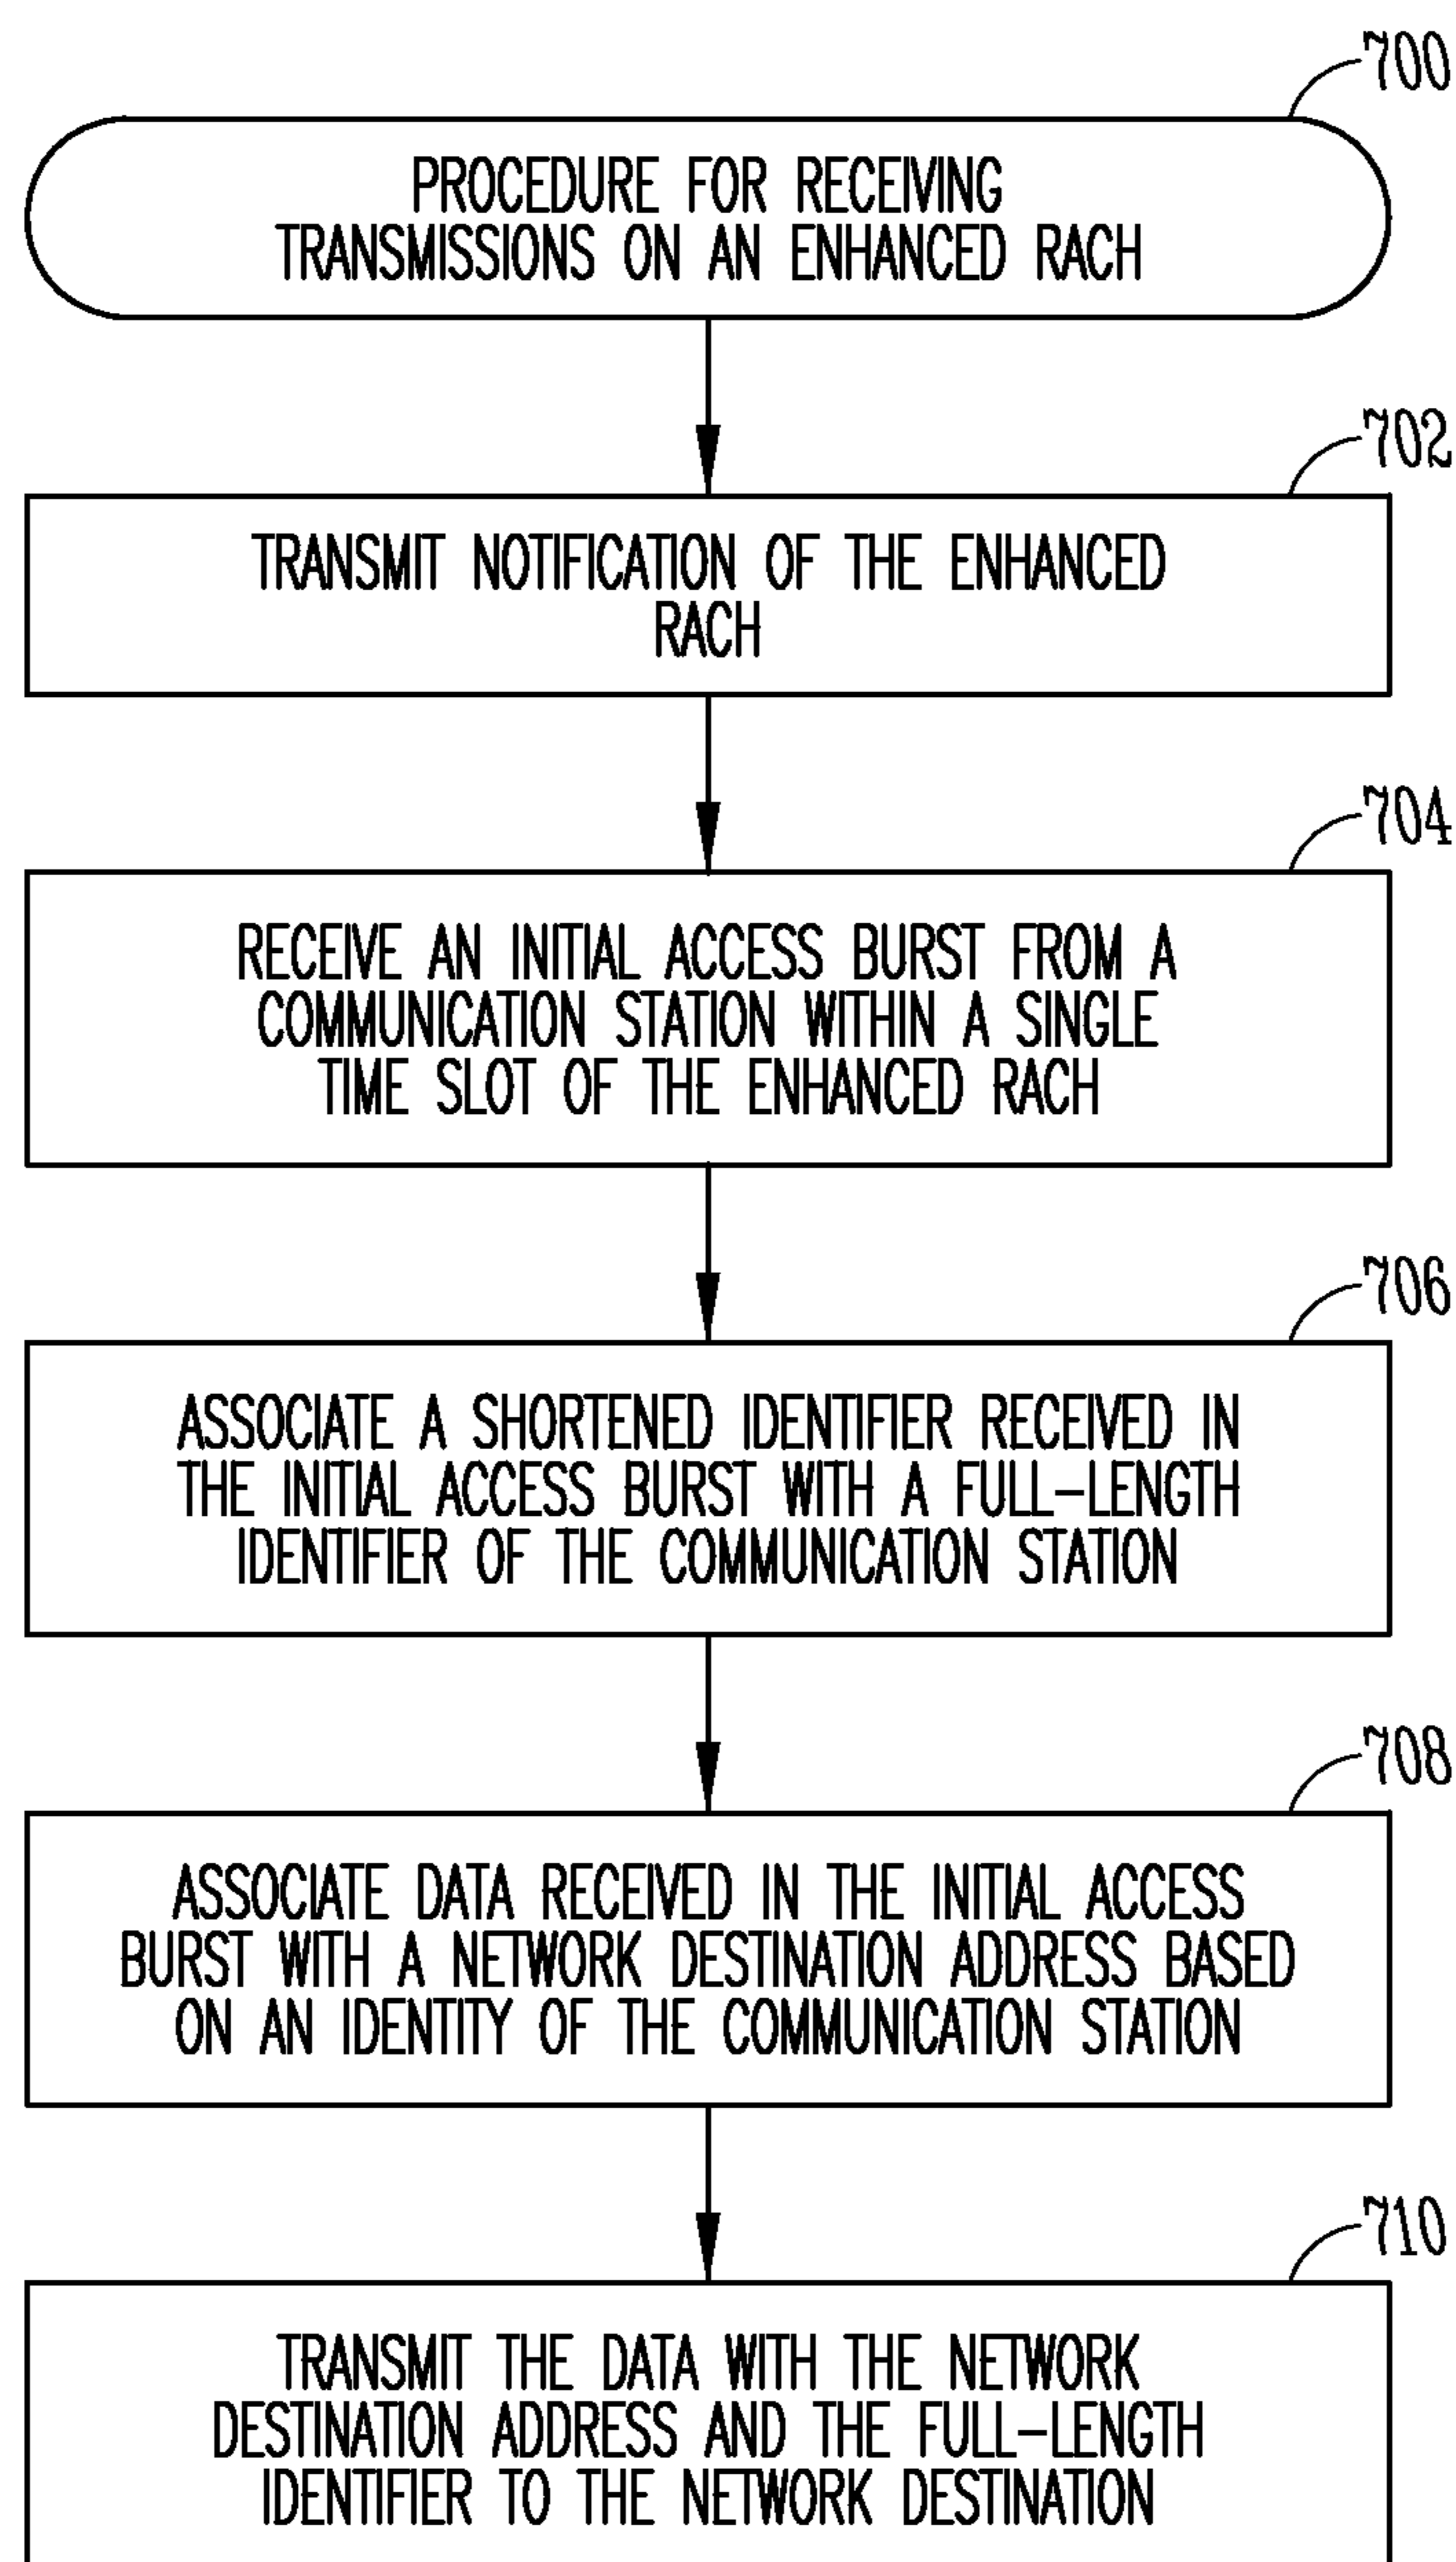 700
PROCEDURE FOR RECEIVING
TRANSMISSIONS ON AN ENHANCED RACH
702
TRANSMIT NOTIFICATION OF THE ENHANCED
RACH
704
RECEIVE AN INITIAL ACCESS BURST FROM A
COMMUNICATION STATION WITHIN A SINGLE
TIME SLOT OF THE ENHANCED RACH
706
ASSOCIATE A SHORTENED IDENTIFIER RECEIVED IN
THE INITIAL ACCESS BURST WITH A FULL-LENGTH
IDENTIFIER OF THE COMMUNICATION STATION
708
ASSOCIATE DATA RECEIVED IN THE INITIAL ACCESS
BURST WITH A NETWORK DESTINATION ADDRESS BASED
ON AN IDENTITY OF THE COMMUNICATION STATION
710
TRANSMIT THE DATA WITH THE NETWORK
DESTINATION ADDRESS AND THE FULL-LENGTH
IDENTIFIER TO THE NETWORK DESTINATION